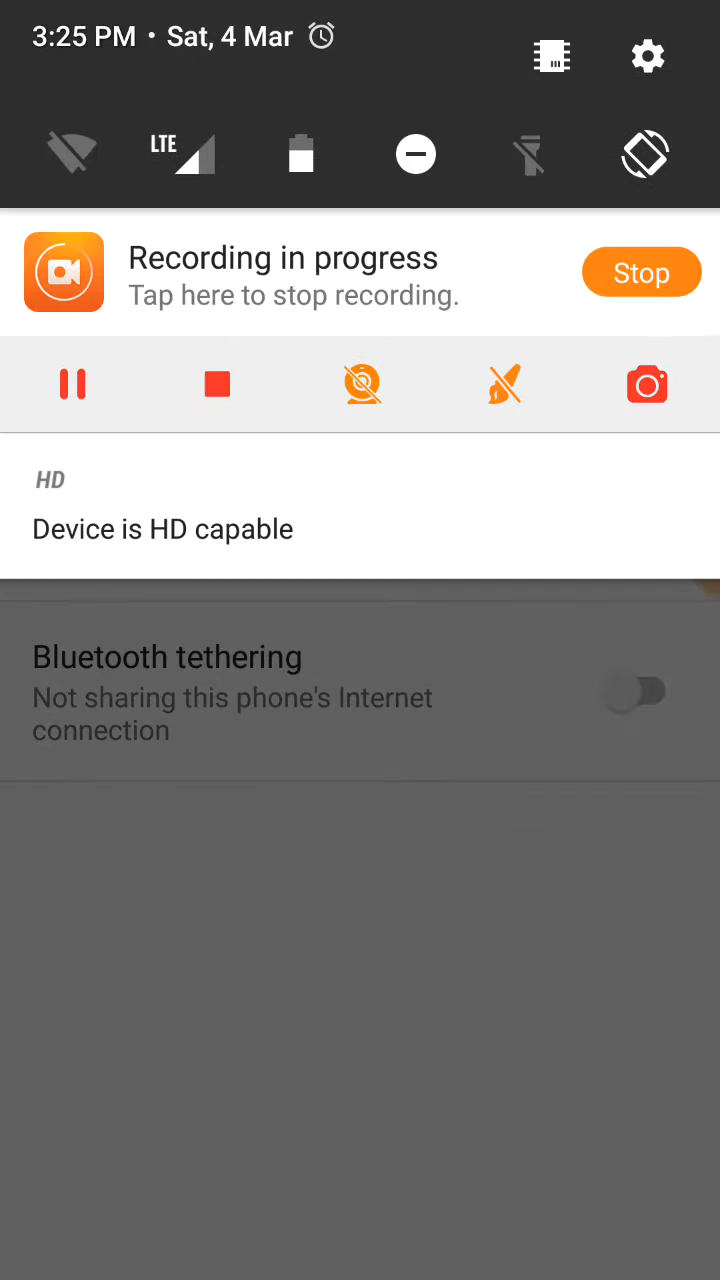 3:25 PM • Sat, 4 Mar
LTE
Recording in progress
Tap here to stop recording.
Stop
HD
Device is HD capable
Bluetooth tethering
Not sharing this phone's Internet
connection